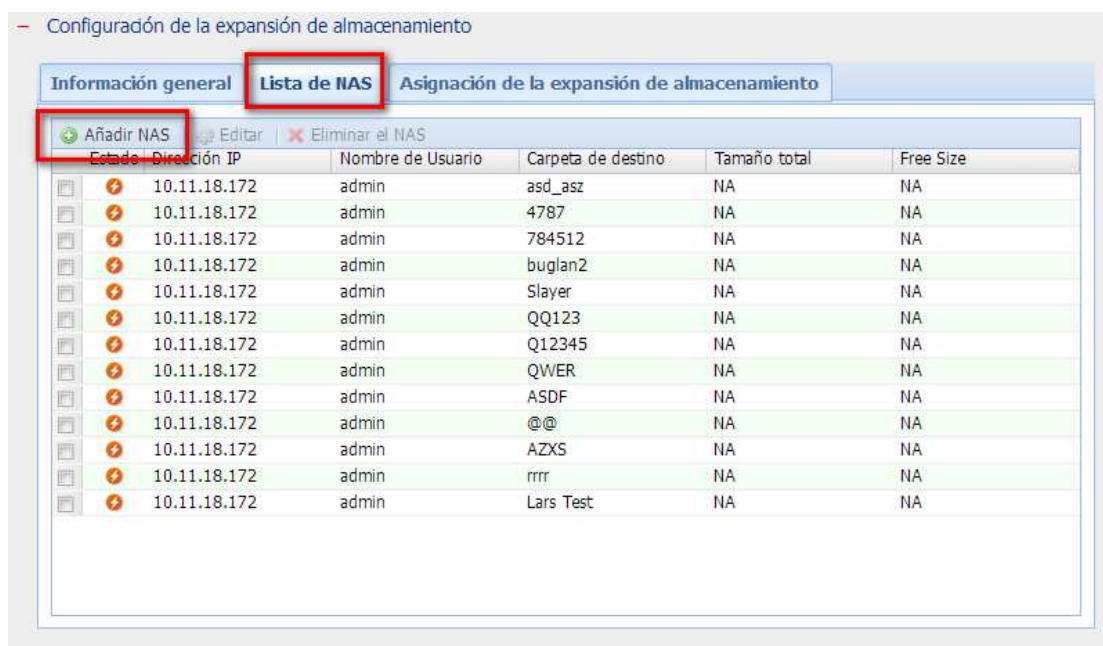 Configuración de la expansión de almacenamiento
Información general Lista de NAS Asignación de la expansión de almacenamiento
Añadir NAS Editar Eliminar el NAS
Estado Dirección IP Nombre de Usuario Carpeta de destino Tamaño total Free Size
10.11.18.172 admin asd_asz NA NA
10.11.18.172 admin 4787 NA NA
10.11.18.172 admin 784512 NA NA
10.11.18.172 admin buglan2 NA NA
10.11.18.172 admin Slayer NA NA
10.11.18.172 admin QQ123 NA NA
10.11.18.172 admin Q12345 NA NA
10.11.18.172 admin QWER NA NA
10.11.18.172 admin ASDF NA NA
10.11.18.172 admin @@ NA NA
10.11.18.172 admin AZXS NA NA
10.11.18.172 admin rrrr NA NA
10.11.18.172 admin Lars Test NA NA